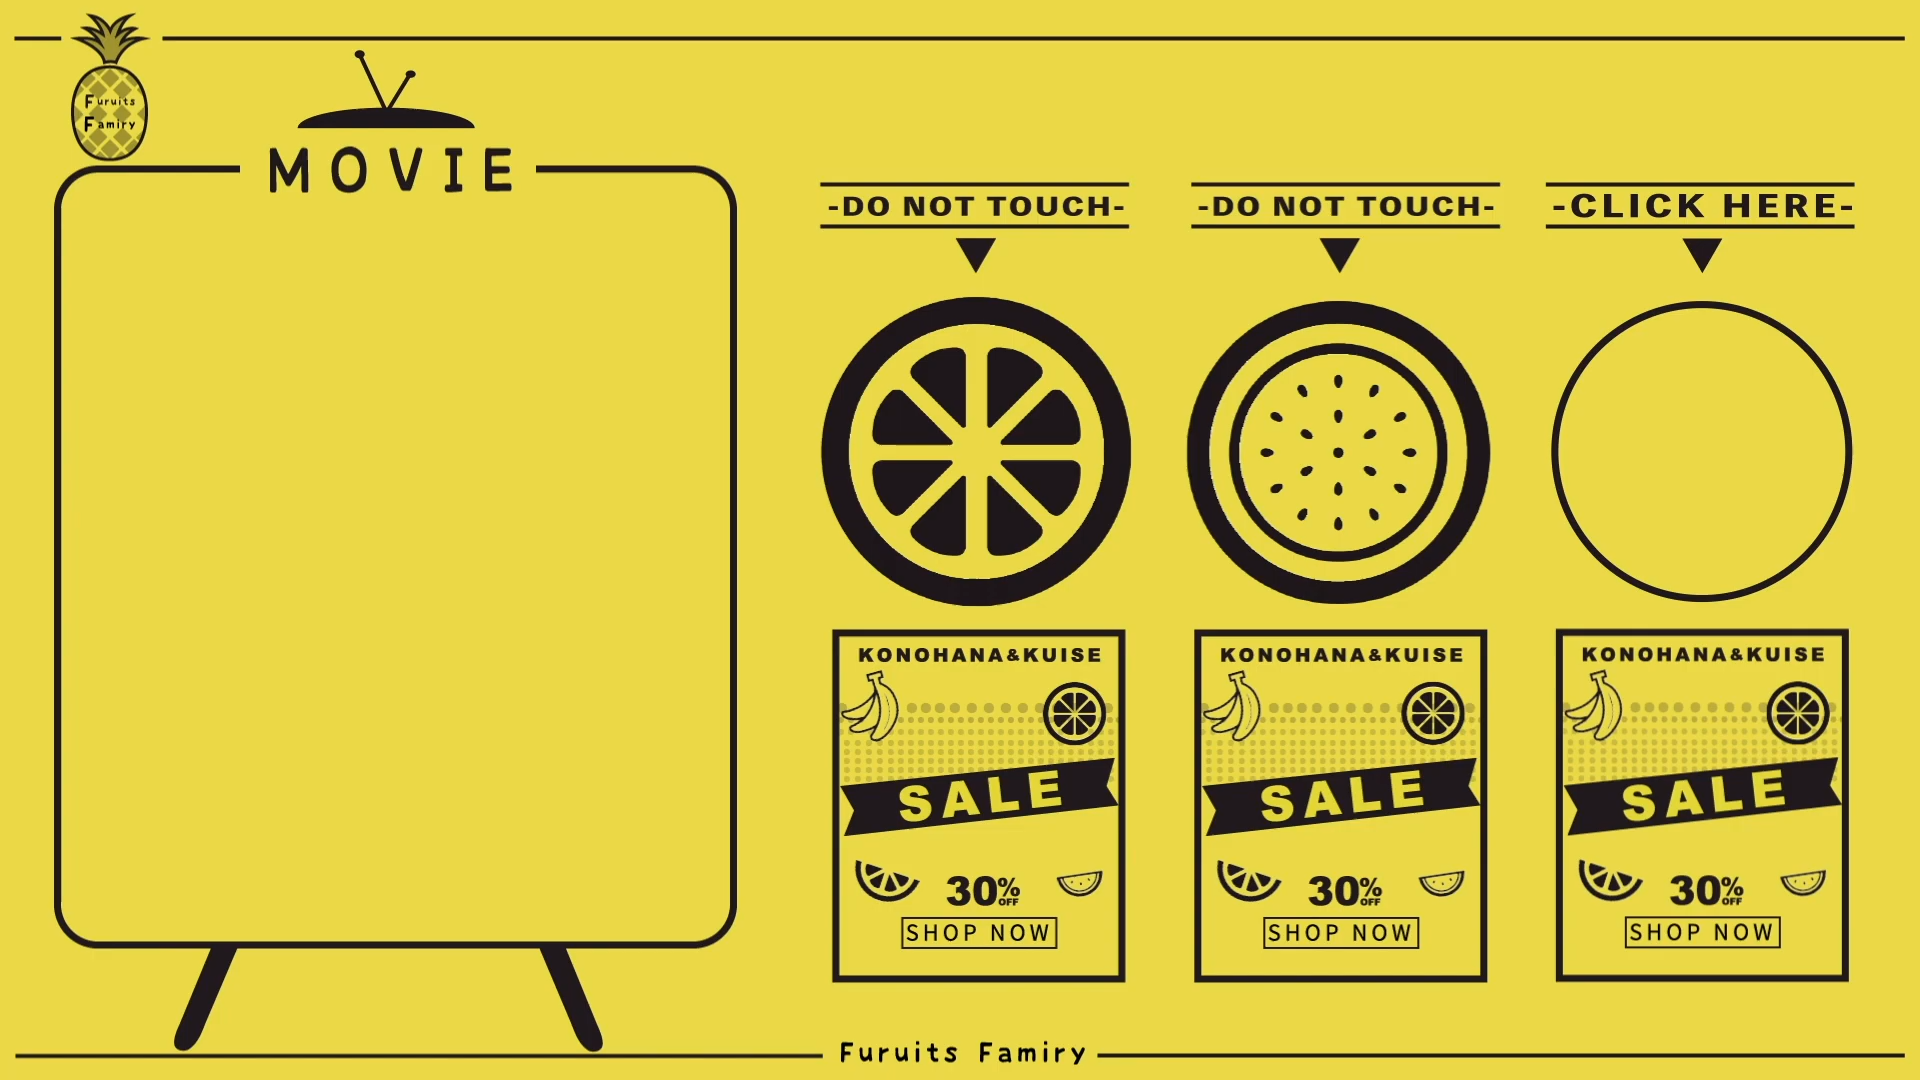 Furuits
Famiry
MOVIE
-DO NOT TOUCH-
-DO NOT TOUCH-
-CLICK HERE-
KONOHANA&KUISE
SALE
30%
OFF
SHOP NOW
KONOHANA&KUISE
SALE
30%
OFF
SHOP NOW
KONOHANA&KUISE
SALE
30%
OFF
SHOP NOW
Furuits Famiry